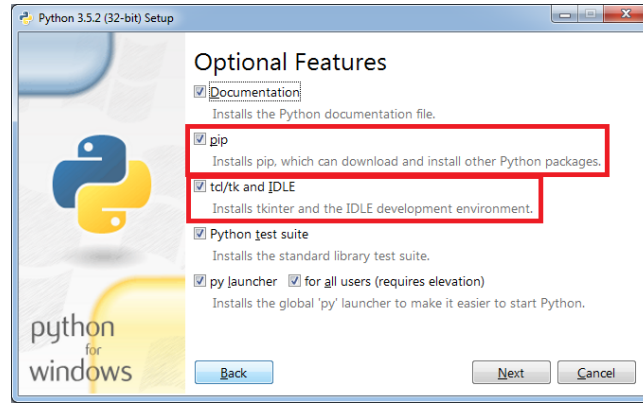 Python 3.5.2 (32-bit) Setup
Optional Features
Documentation
Installs the Python documentation file.
pip
Installs pip, which can download and install other Python packages.
tcl/tk and IDLE
Installs tkinter and the IDLE development environment.
Python test suite
Installs the standard library test suite.
py launcher for all users (requires elevation)
Installs the global 'py' launcher to make it easier to start Python.
python
for
windows
Back Next Cancel